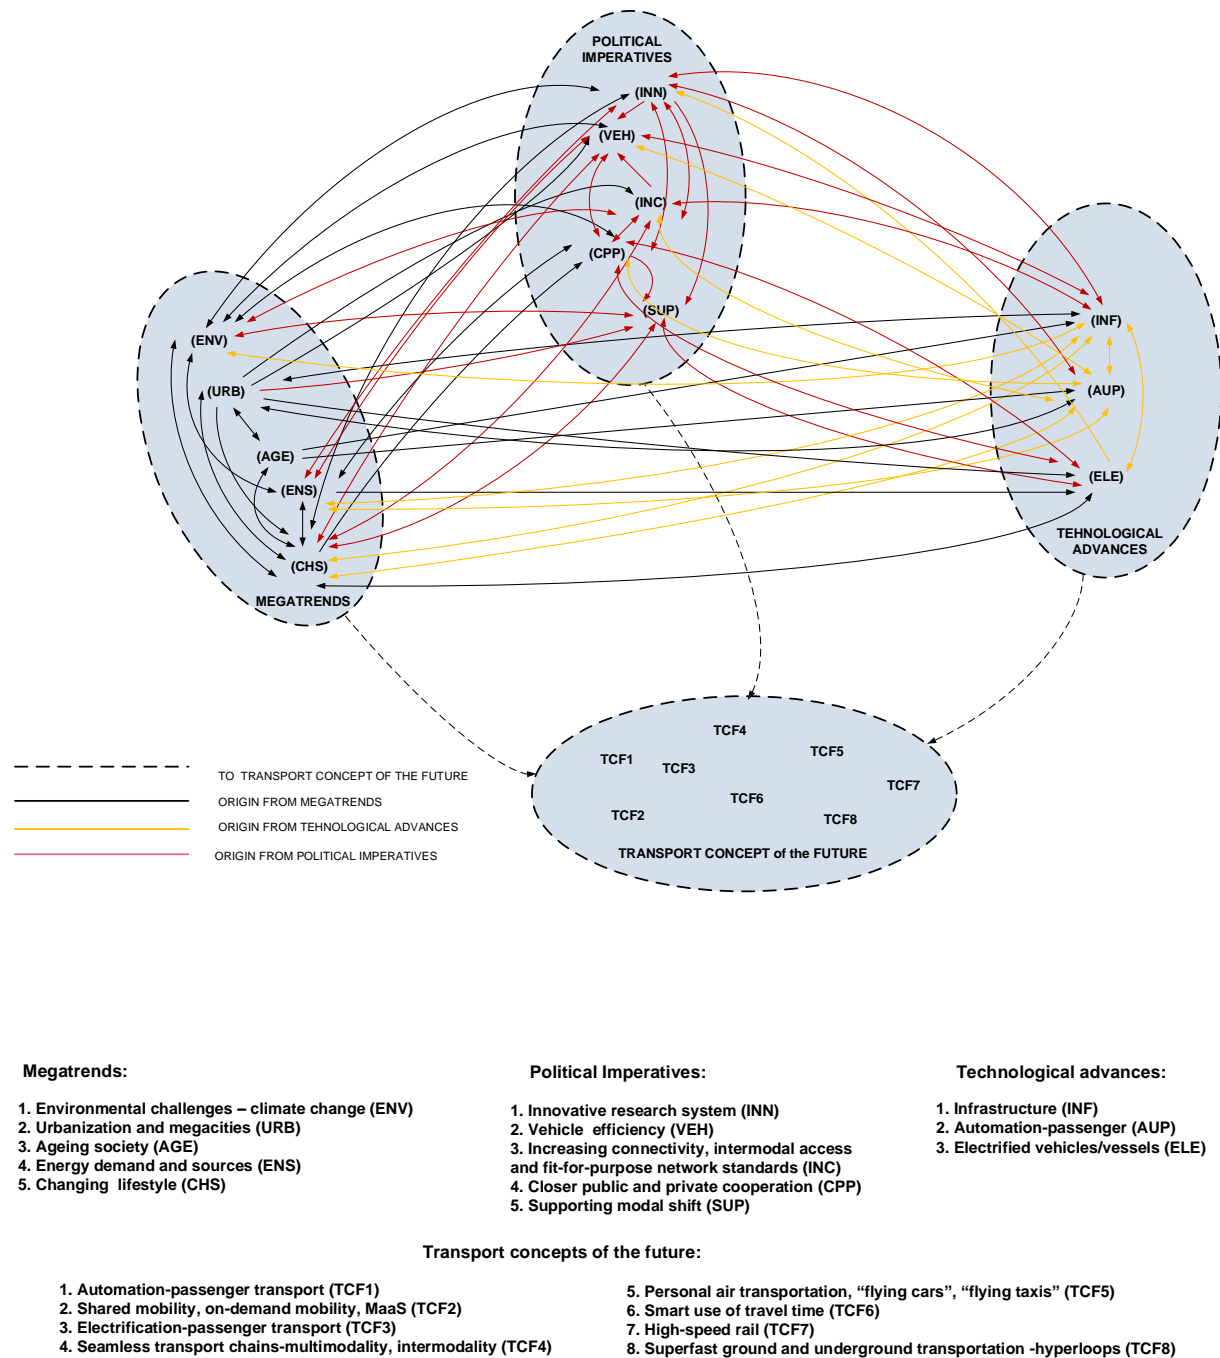 POLITICAL
IMPERATIVES
(INN)
(VEH)
(INC)
(CPP)
(SUP)
(ENV)
(URB)
(AGE)
(ENS)
(CHS)
MEGATRENDS
(INF)
(AUP)
(ELE)
TEHNOLOGICAL
ADVANCES
TCF4
TCF1
TCF3
TCF5
TCF7
TCF6
TCF2
TCF8
TRANSPORT CONCEPT of the FUTURE
TO TRANSPORT CONCEPT OF THE FUTURE
ORIGIN FROM MEGATRENDS
ORIGIN FROM TEHNOLOGICAL ADVANCES
ORIGIN FROM POLITICAL IMPERATIVES
Megatrends:
1. Environmental challenges – climate change (ENV)
2. Urbanization and megacities (URB)
3. Ageing society (AGE)
4. Energy demand and sources (ENS)
5. Changing lifestyle (CHS)
Political Imperatives:
1. Innovative research system (INN)
2. Vehicle efficiency (VEH)
3. Increasing connectivity, intermodal access
and fit-for-purpose network standards (INC)
4. Closer public and private cooperation (CPP)
5. Supporting modal shift (SUP)
Technological advances:
1. Infrastructure (INF)
2. Automation-passenger (AUP)
3. Electrified vehicles/vessels (ELE)
Transport concepts of the future:
1. Automation-passenger transport (TCF1)
2. Shared mobility, on-demand mobility, MaaS (TCF2)
3. Electrification-passenger transport (TCF3)
4. Seamless transport chains-multimodality, intermodality (TCF4)
5. Personal air transportation, “flying cars”, “flying taxis” (TCF5)
6. Smart use of travel time (TCF6)
7. High-speed rail (TCF7)
8. Superfast ground and underground transportation -hyperloops (TCF8)